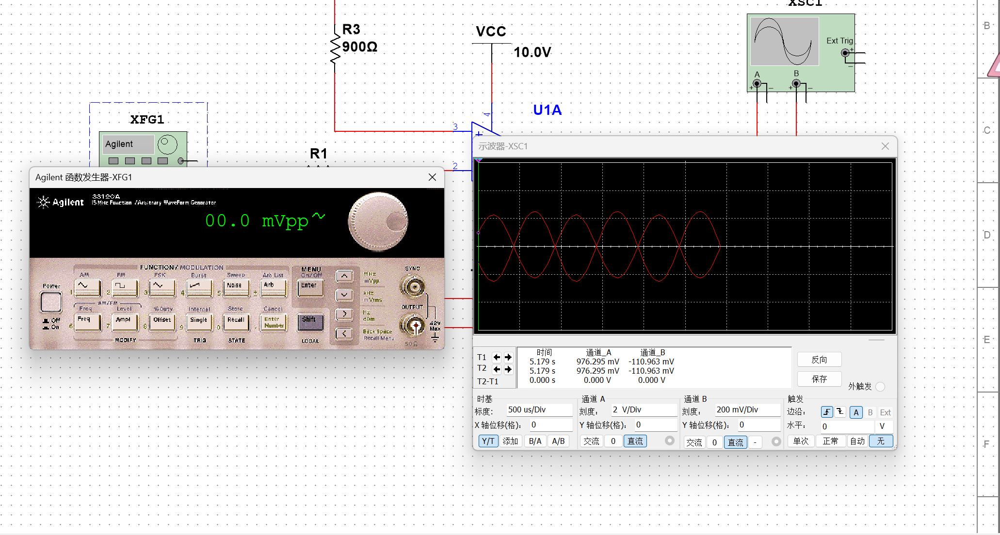 XSC1
B
R3
900Ω
VCC
10.0V
Ext Trig
+
–
A
B
+
–
+
–
4
U1A
XFG1
3
+
C
Agilent
R1
2
示波器-XSC1
Agilent 函数发生器-XFG1
Agilent
33120A
15 MHz Function /Arbitrary WaveForm Generator
00.0 mVpp~
D
FUNCTION/ MODULATION
AM FM FSK Burst Sweep Arb List
1 2 3 4 5 Noise ± Arb
MENU
On/Off
Enter
MHz
mVpp
kHz
mVrms
Hz
dBm
Back Space
Recall Menu
SYNC
OUTPUT
42V
Max
50Ω
Power
Off
On
AM/FM
Freq Level %Duty Internal Store Cancel
6 Freq 7 Ampl 8 Offset 9 Single 0 Recall . Enter Number
Shift
MODIFY TRIG STATE LOCAL
E
时间 通道_A 通道_B
T1 5.179 s 976.295 mV -110.963 mV
T2 5.179 s 976.295 mV -110.963 mV
T2-T1 0.000 s 0.000 V 0.000 V
反向
保存
外触发
时基 通道 A 通道 B 触发
标度: 500 us/Div 刻度: 2 V/Div 刻度: 200 mV/Div 边沿: A B Ext
X 轴位移(格): 0 Y 轴位移(格): 0 Y 轴位移(格): 0 水平: 0 V
Y/T 添加 B/A A/B 交流 0 直流 交流 0 直流 - 单次 正常 自动 无
F